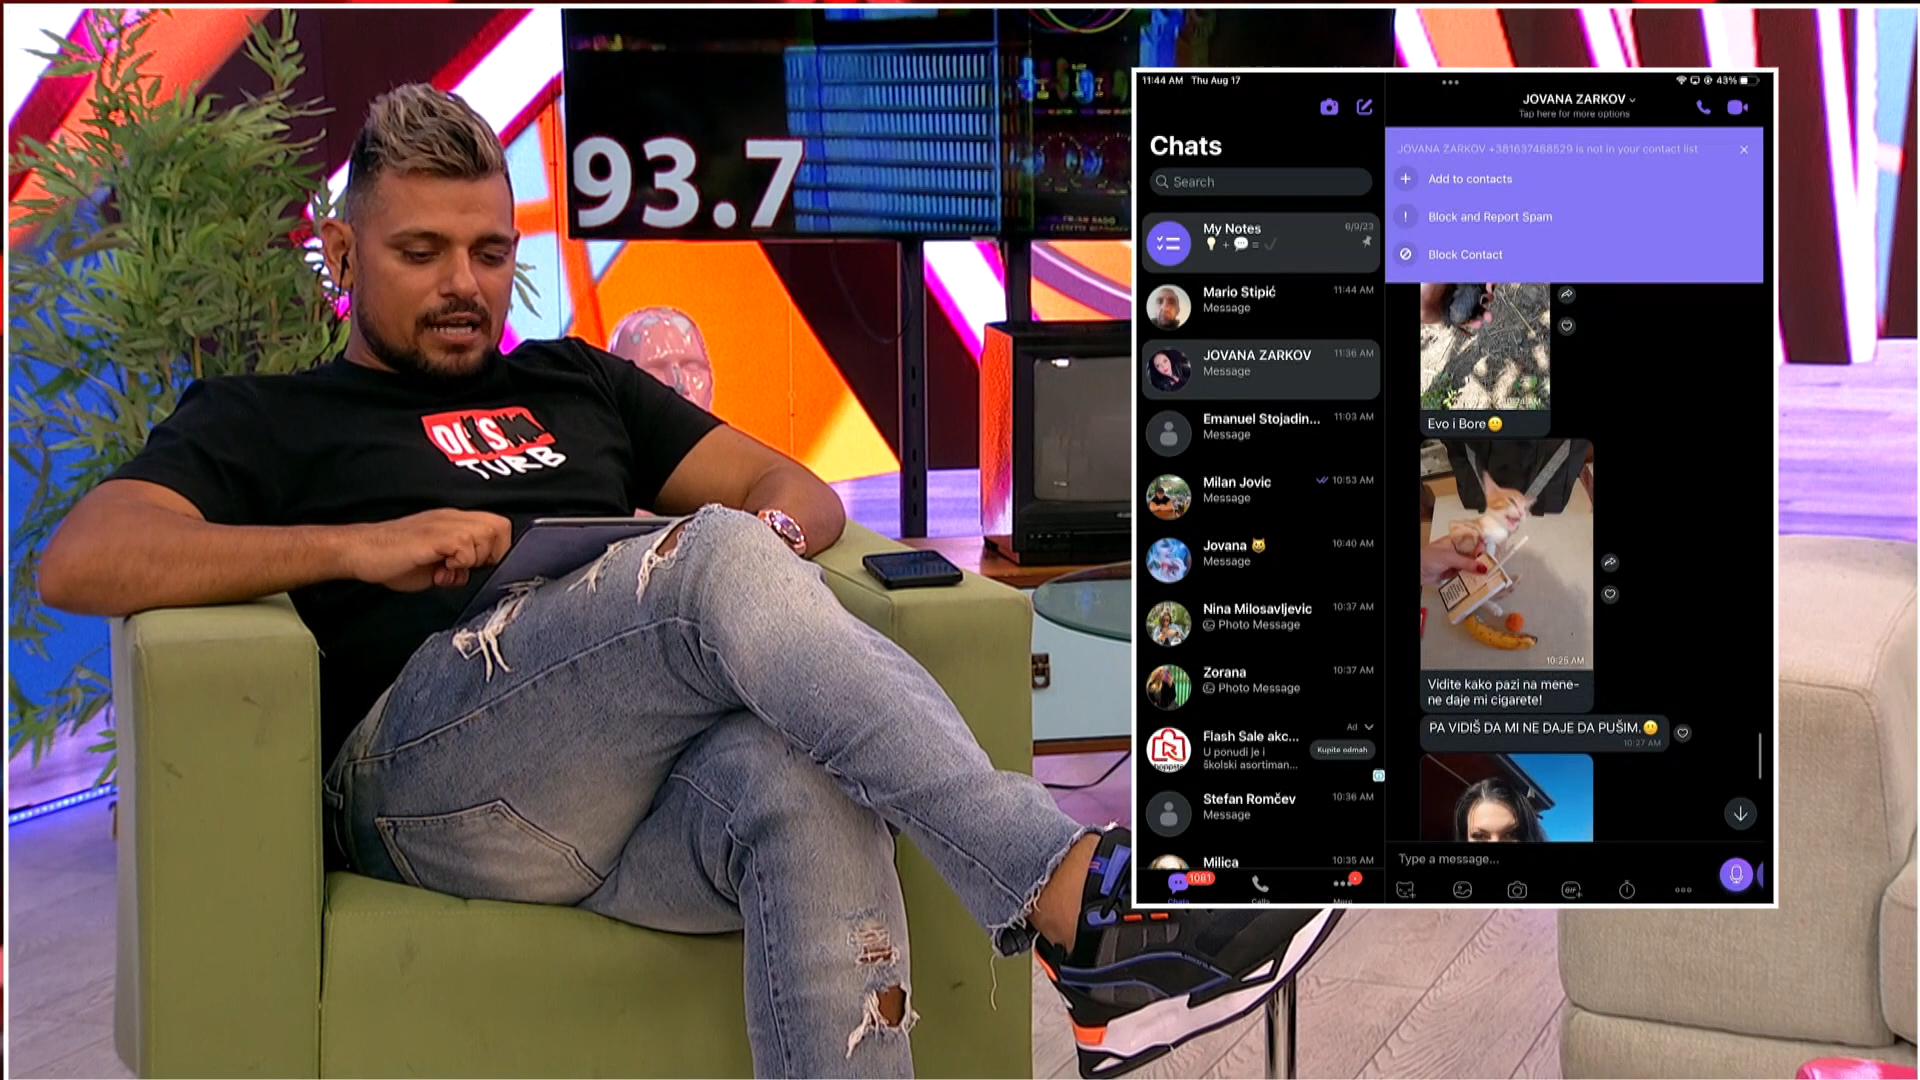 93.7
DISTURB
11:44 AM Thu Aug 17
43%
Chats
Search
My Notes
6/9/23
+ =
Mario Stipić
11:44 AM
Message
JOVANA ZARKOV
11:36 AM
Message
Emanuel Stojadin...
11:03 AM
Message
Milan Jovic
10:53 AM
Message
Jovana 😺
10:40 AM
Message
Nina Milosavljevic
10:37 AM
Photo Message
Zorana
10:37 AM
Photo Message
Ad
Flash Sale akc...
U ponudi je i
školski asortiman...
Kupite odmah
Stefan Romčev
10:36 AM
Message
Milica
10:35 AM
1081
Chats
Calls
More
JOVANA ZARKOV
Tap here for more options
JOVANA ZARKOV +381637488529 is not in your contact list
Add to contacts
Block and Report Spam
Block Contact
Evo i Bore
10:25 AM
Vidite kako pazi na mene-
ne daje mi cigarete!
PA VIDIŠ DA MI NE DAJE DA PUŠIM.
10:27 AM
Type a message...
GIF